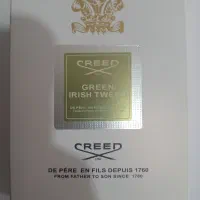 CREED
GREEN
IRISH TWEED
CREED
DE PÈRE EN FILS DEPUIS 1760
FROM FATHER TO SON SINCE 1760